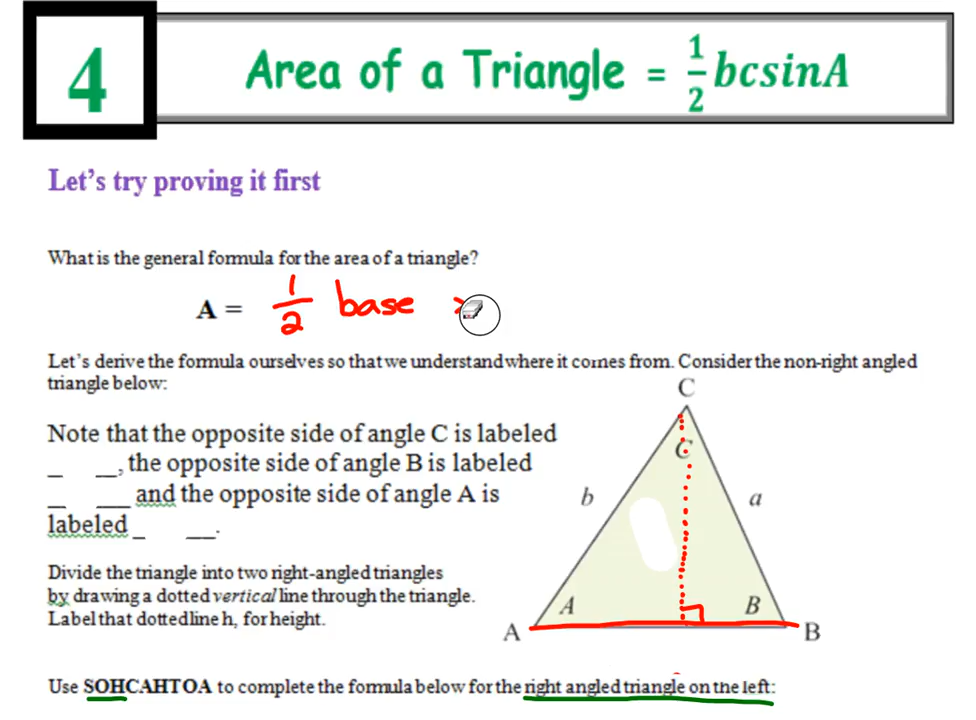 4
Area of a Triangle = 1/2 bcsinA
Let's try proving it first
What is the general formula for the area of a triangle?
A = 1/2 base
Let's derive the formula ourselves so that we understand where it comes from. Consider the non-right angled
triangle below:
C
Note that the opposite side of angle C is labeled
_ __, the opposite side of angle B is labeled
_ ___ and the opposite side of angle A is
labeled _ __.
C
b
a
Divide the triangle into two right-angled triangles
by drawing a dotted vertical line through the triangle.
Label that dotted line h, for height.
A
B
A
B
Use SOHCAHTOA to complete the formula below for the right angled triangle on the left: